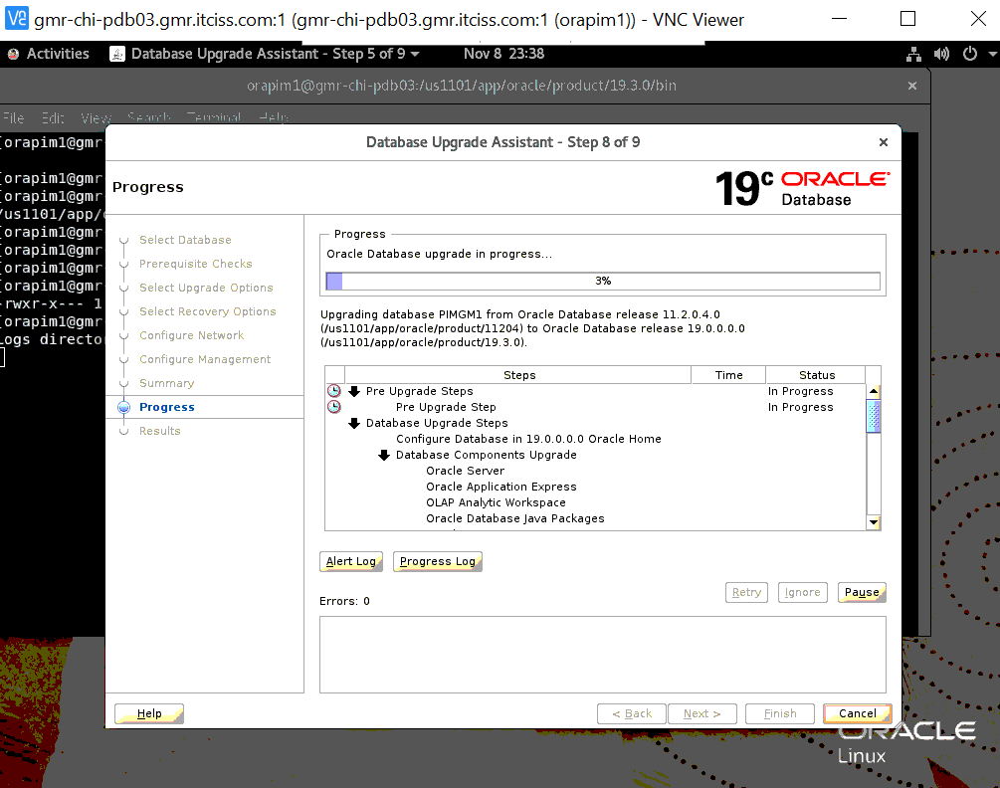 gmr-chi-pdb03.gmr.itciss.com:1 (gmr-chi-pdb03.gmr.itciss.com:1 (orapim1)) - VNC Viewer
Activities Database Upgrade Assistant - Step 5 of 9 Nov 8 23:38
orapim1@gmr-chi-pdb03:/us1101/app/oracle/product/19.3.0/bin
File Edit View Search Terminal Help
[orapim1@gmr
[orapim1@gmr
[orapim1@gmr
/us1101/app/o
[orapim1@gmr
[orapim1@gmr
[orapim1@gmr
[orapim1@gmr
-rwxr-x--- 1
[orapim1@gmr
Logs director
Database Upgrade Assistant - Step 8 of 9
Progress
19c ORACLE
Database
Select Database
Prerequisite Checks
Select Upgrade Options
Select Recovery Options
Configure Network
Configure Management
Summary
Progress
Results
Progress
Oracle Database upgrade in progress...
3%
Upgrading database PIMGM1 from Oracle Database release 11.2.0.4.0
(/us1101/app/oracle/product/11204) to Oracle Database release 19.0.0.0.0
(/us1101/app/oracle/product/19.3.0).
Steps Time Status
Pre Upgrade Steps In Progress
Pre Upgrade Step In Progress
Database Upgrade Steps
Configure Database in 19.0.0.0.0 Oracle Home
Database Components Upgrade
Oracle Server
Oracle Application Express
OLAP Analytic Workspace
Oracle Database Java Packages
Alert Log Progress Log
Retry Ignore Pause
Errors: 0
Help < Back Next > Finish Cancel
ORACLE
Linux